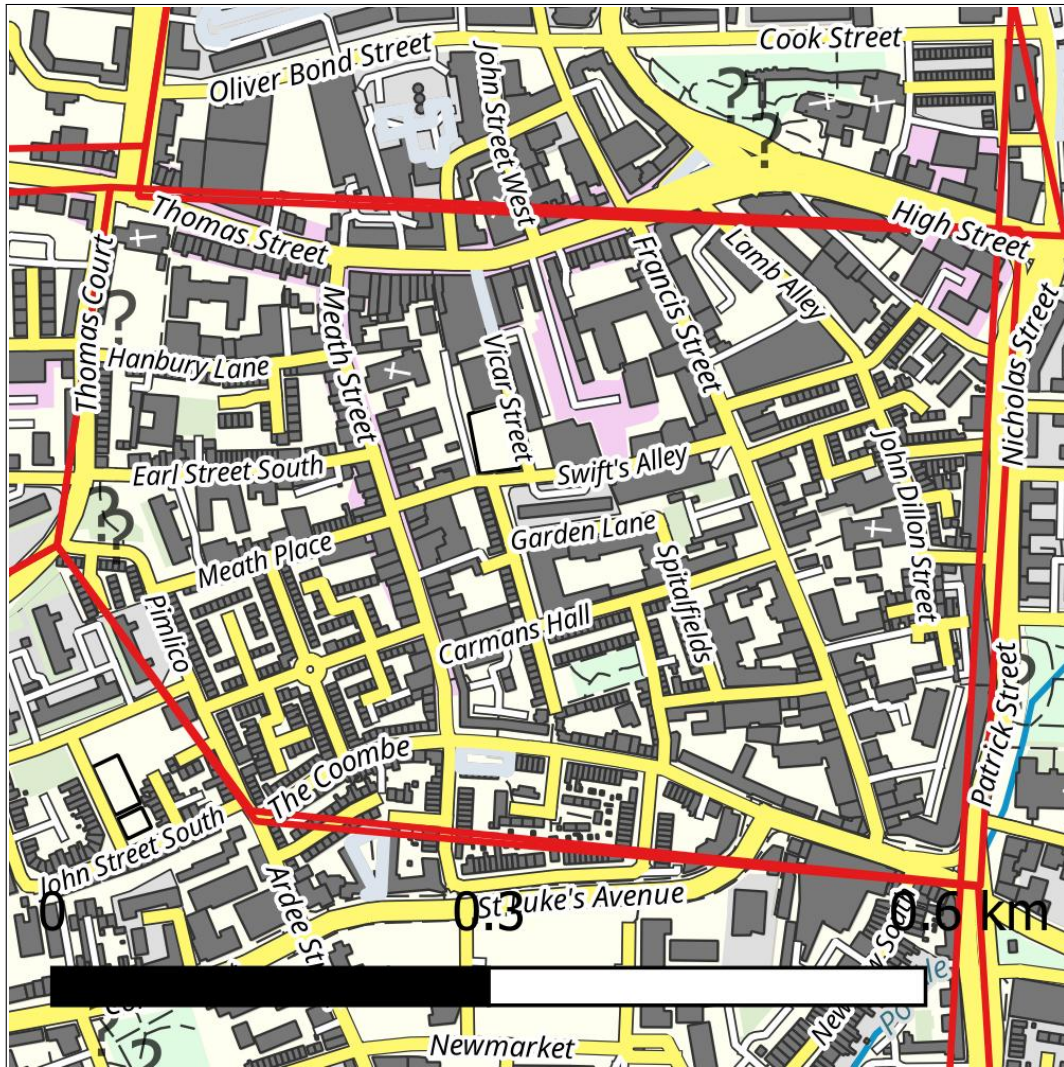 Cook Street
Oliver Bond Street
John Street West
Thomas Street
High Street
Lamb Alley
Francis Street
Thomas Court
Meath Street
Nicholas Street
Hanbury Lane
Vicar Street
Earl Street South
Swift's Alley
John Dillon Street
Garden Lane
Meath Place
Spitalfields
Pimlico
Carmans Hall
Patrick Street
The Coombe
John Street South
Ardee St
St Luke's Avenue
0
0.3
0.6 km
Newmarket